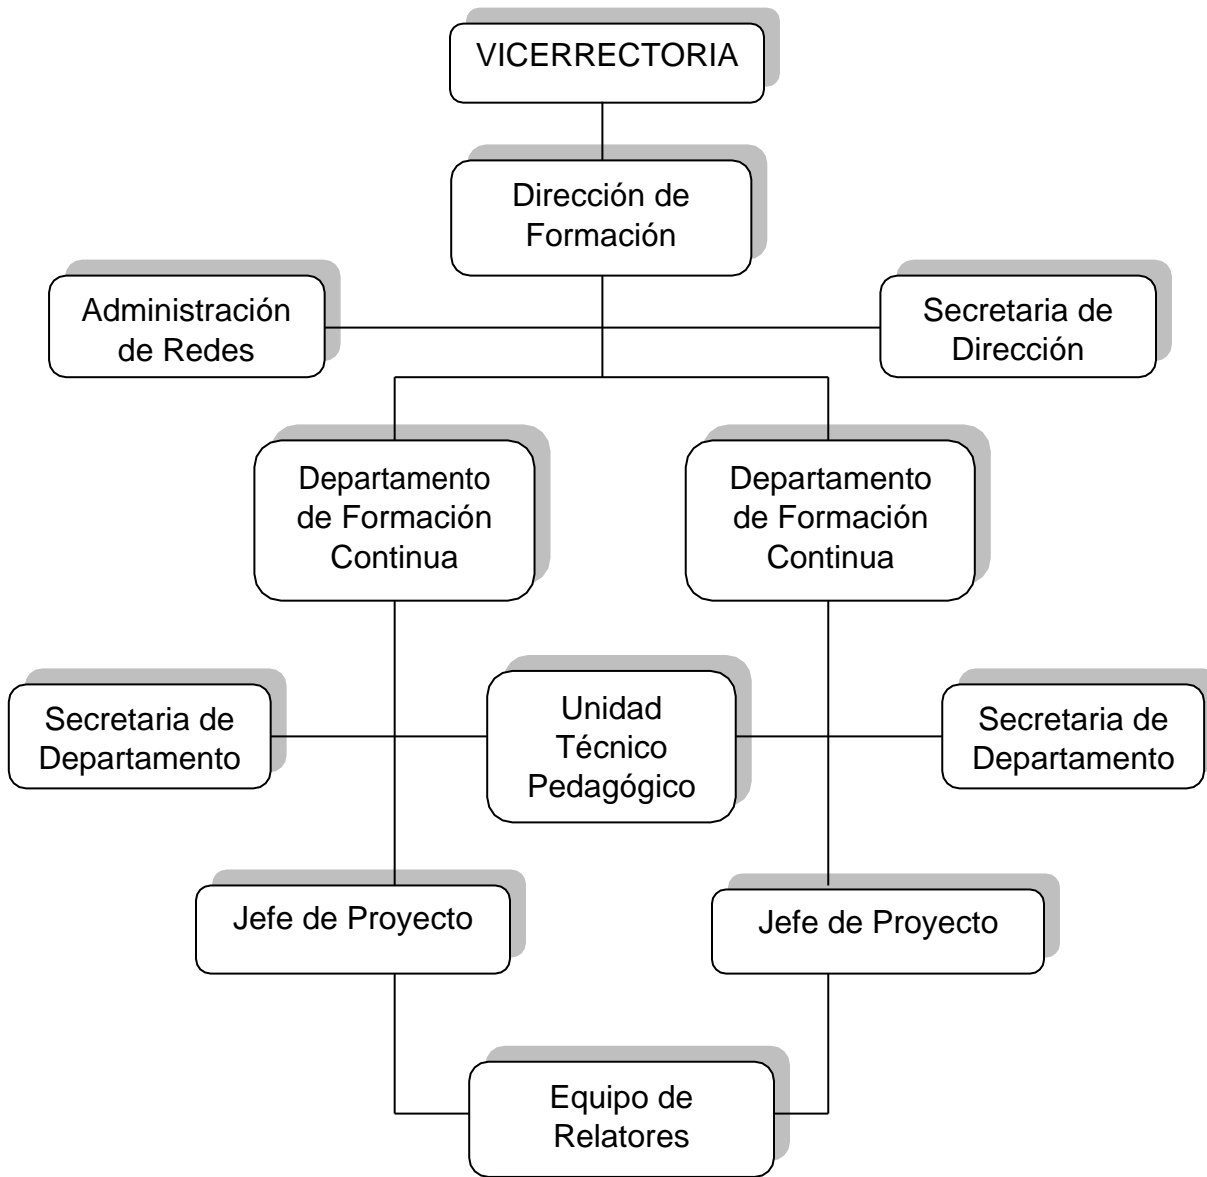 VICERRECTORIA
Dirección de
Formación
Administración
de Redes
Secretaria de
Dirección
Departamento
de Formación
Continua
Departamento
de Formación
Continua
Secretaria de
Departamento
Unidad
Técnico
Pedagógico
Secretaria de
Departamento
Jefe de Proyecto
Jefe de Proyecto
Equipo de
Relatores